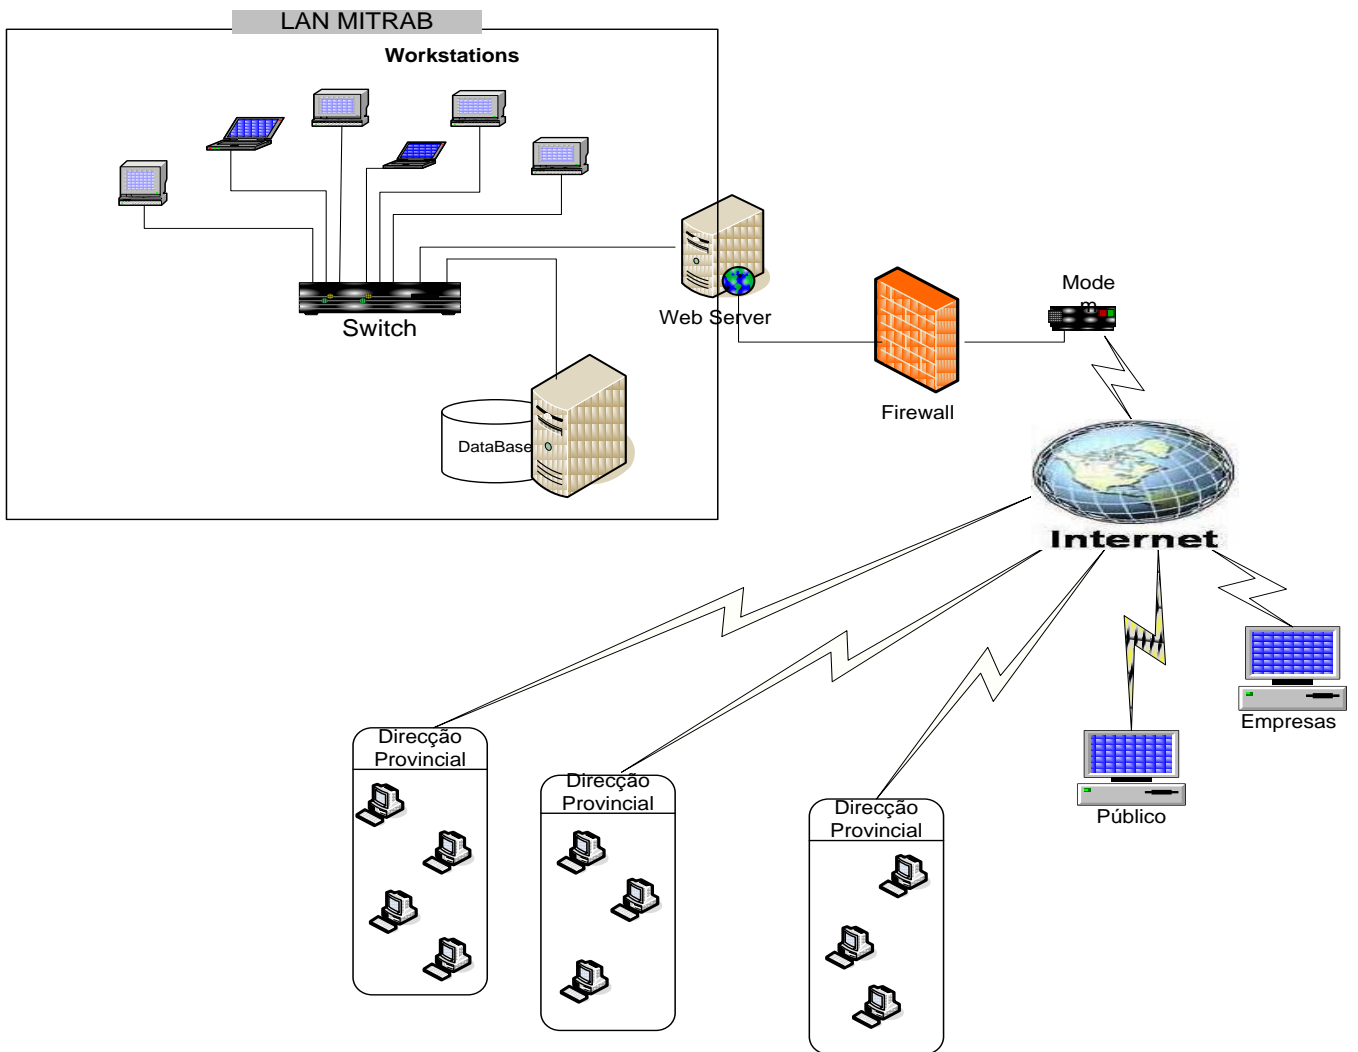 LAN MITRAB
Workstations
Switch
Web Server
DataBase
Firewall
Mode
m
Internet
Empresas
Público
Direcção
Provincial
Direcção
Provincial
Direcção
Provincial